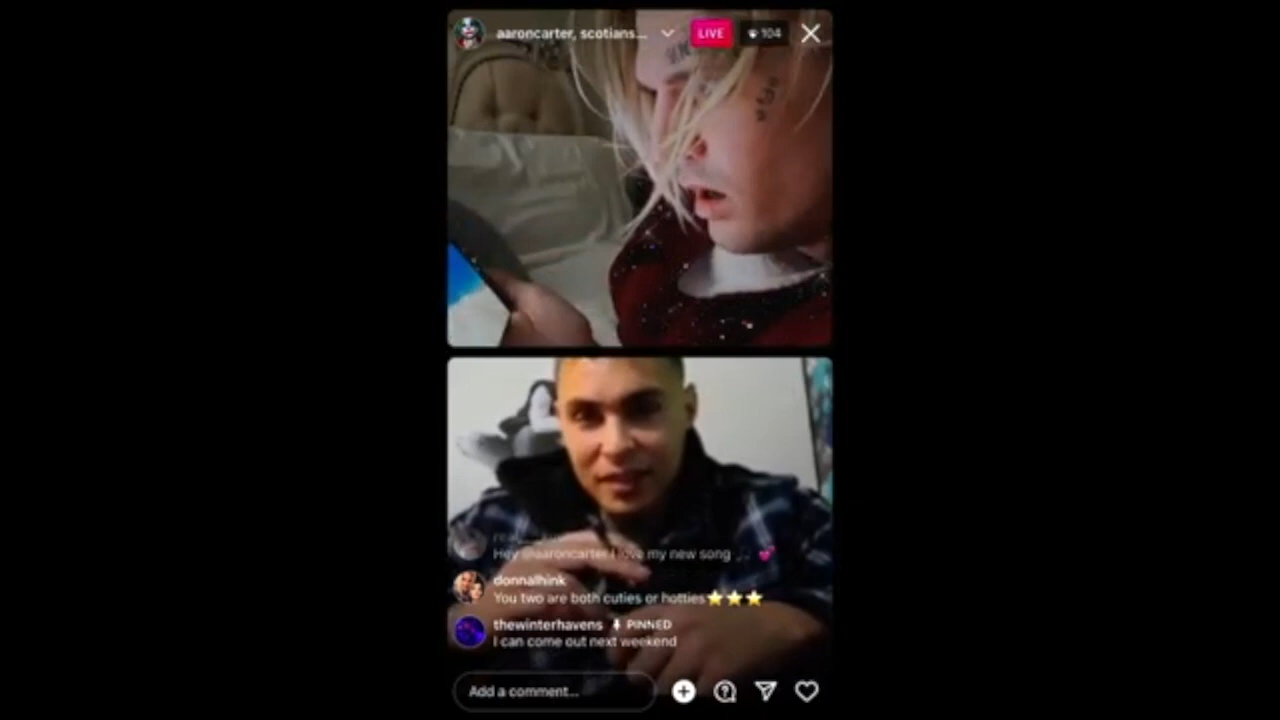 aaroncarter, scotians...
LIVE
104
Hey @aaroncarter I love my new song
donnalhink
You two are both cuties or hotties⭐⭐⭐
thewinterhavens PINNED
I can come out next weekend
Add a comment...